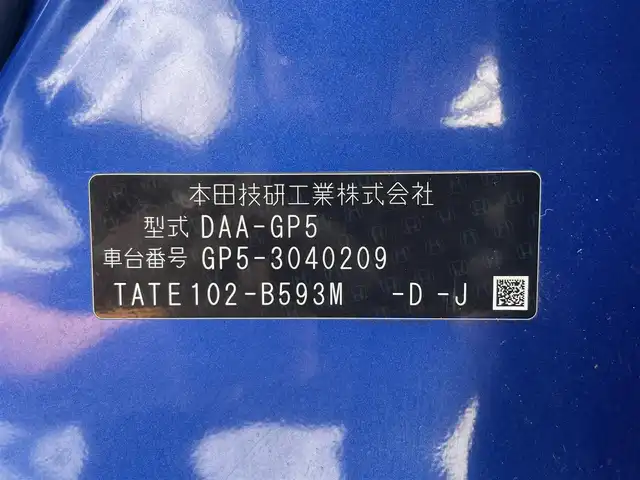 本田技研工業株式会社
型式 DAA-GP5
車台番号 GP5-3040209
TATE102-B593M -D -J